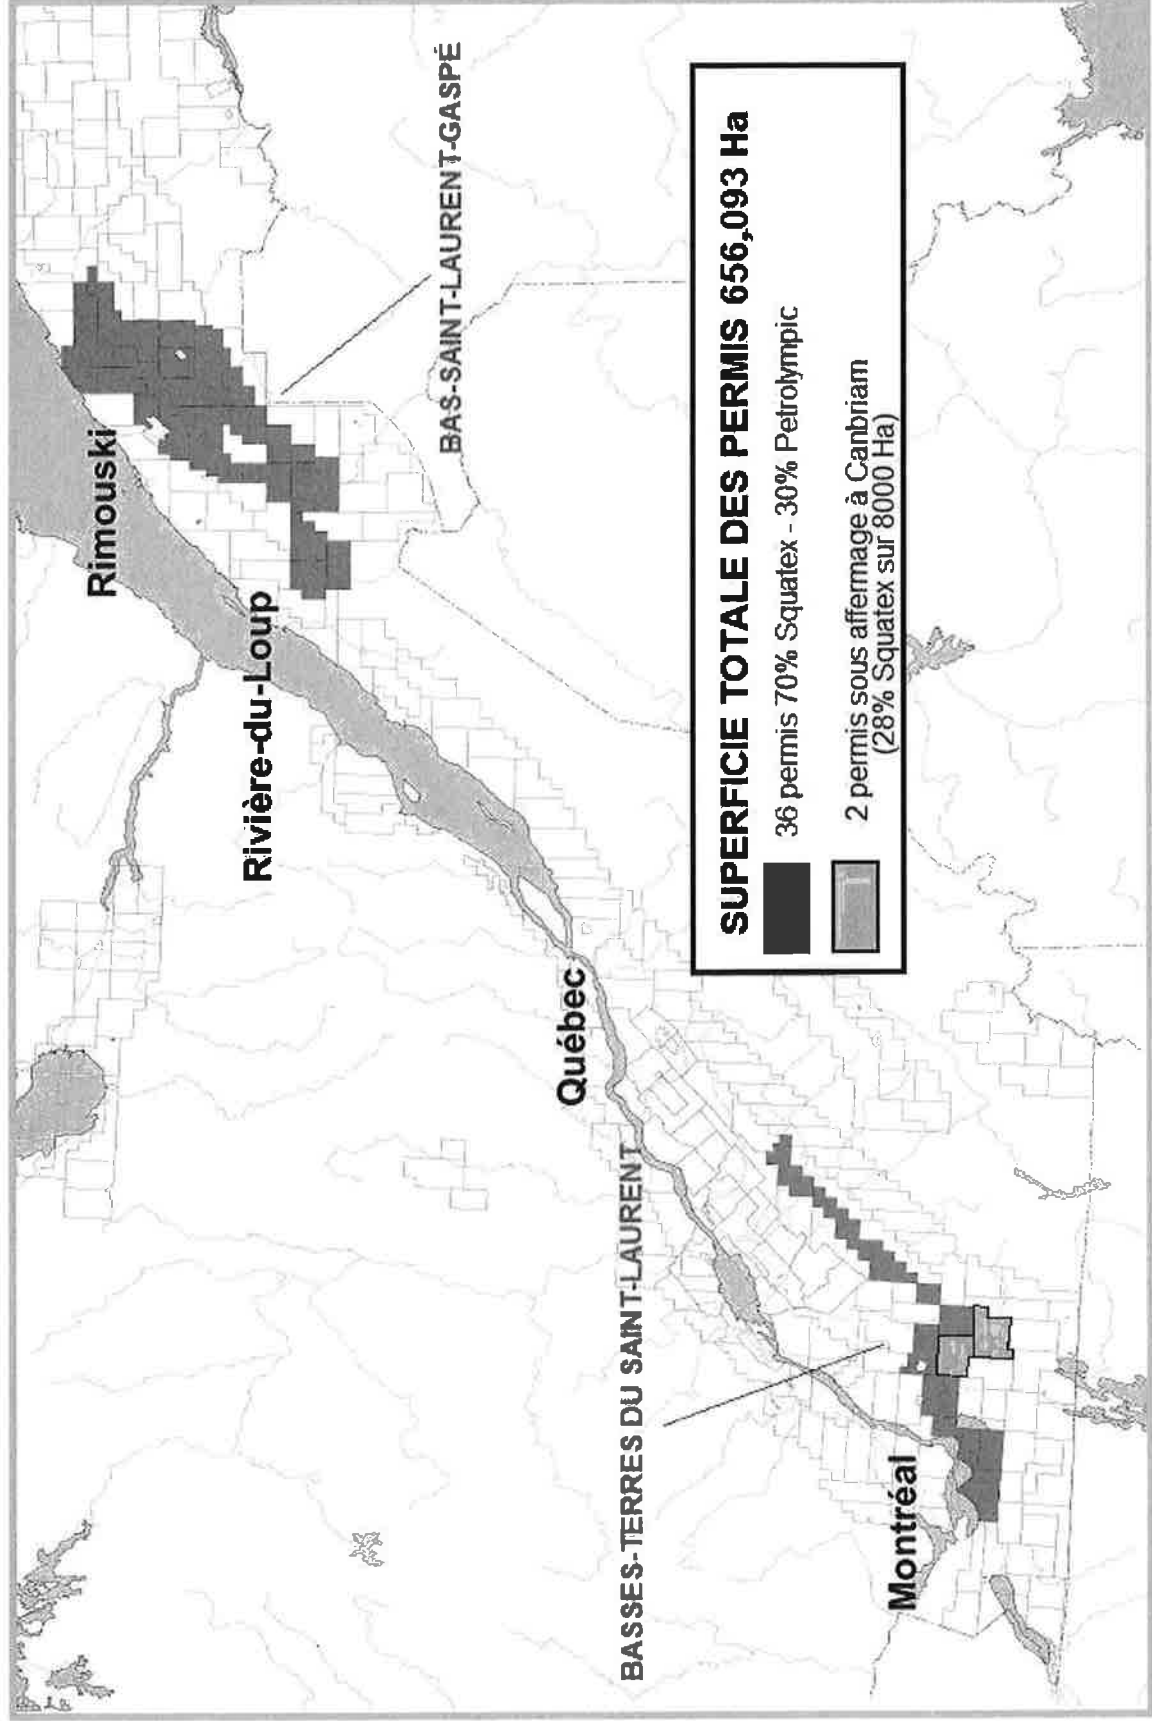 Rimouski
Rivière-du-Loup
BAS-SAINT-LAURENT-GASPÉ
Québec
BASSES-TERRES DU SAINT-LAURENT
Montréal
SUPERFICIE TOTALE DES PERMIS 656,093 Ha
36 permis 70% Squatex - 30% Petrolympic
2 permis sous affermage à Canbriam
(28% Squatex sur 8000 Ha)